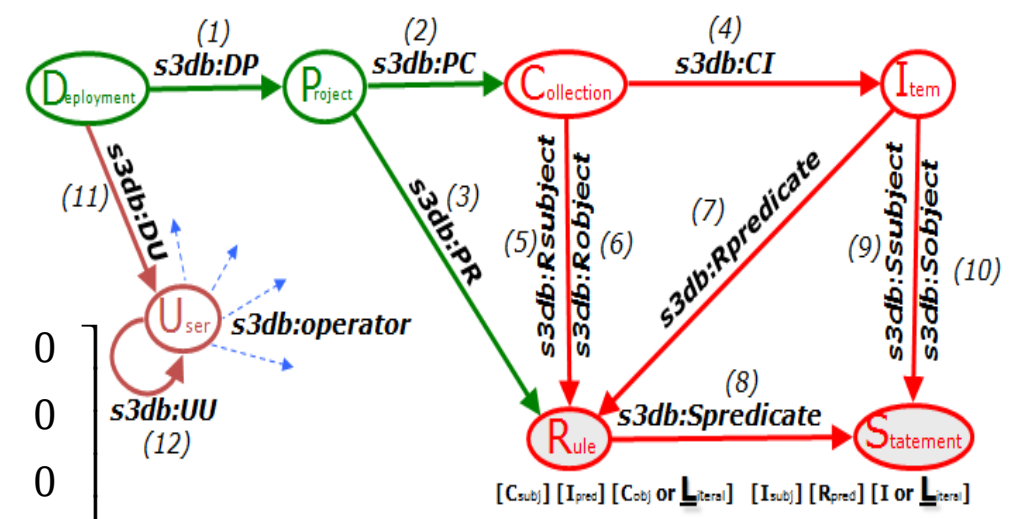 (1)
s3db:DP
(2)
s3db:PC
(4)
s3db:CI
Deployment
Project
Collection
Item
(11)
s3db:DU
(3)
s3db:PR
(5)
s3db:Rsubject
s3db:Robject
(6)
(7)
s3db:Rpredicate
(9)
s3db:Ssubject
s3db:Sobject
(10)
User
s3db:operator
s3db:UU
(12)
0
0
0
(8)
s3db:Spredicate
Rule
Statement
[Csubj] [Ipred] [Cobj or Literal] [Isubj] [Rpred] [I or Literal]